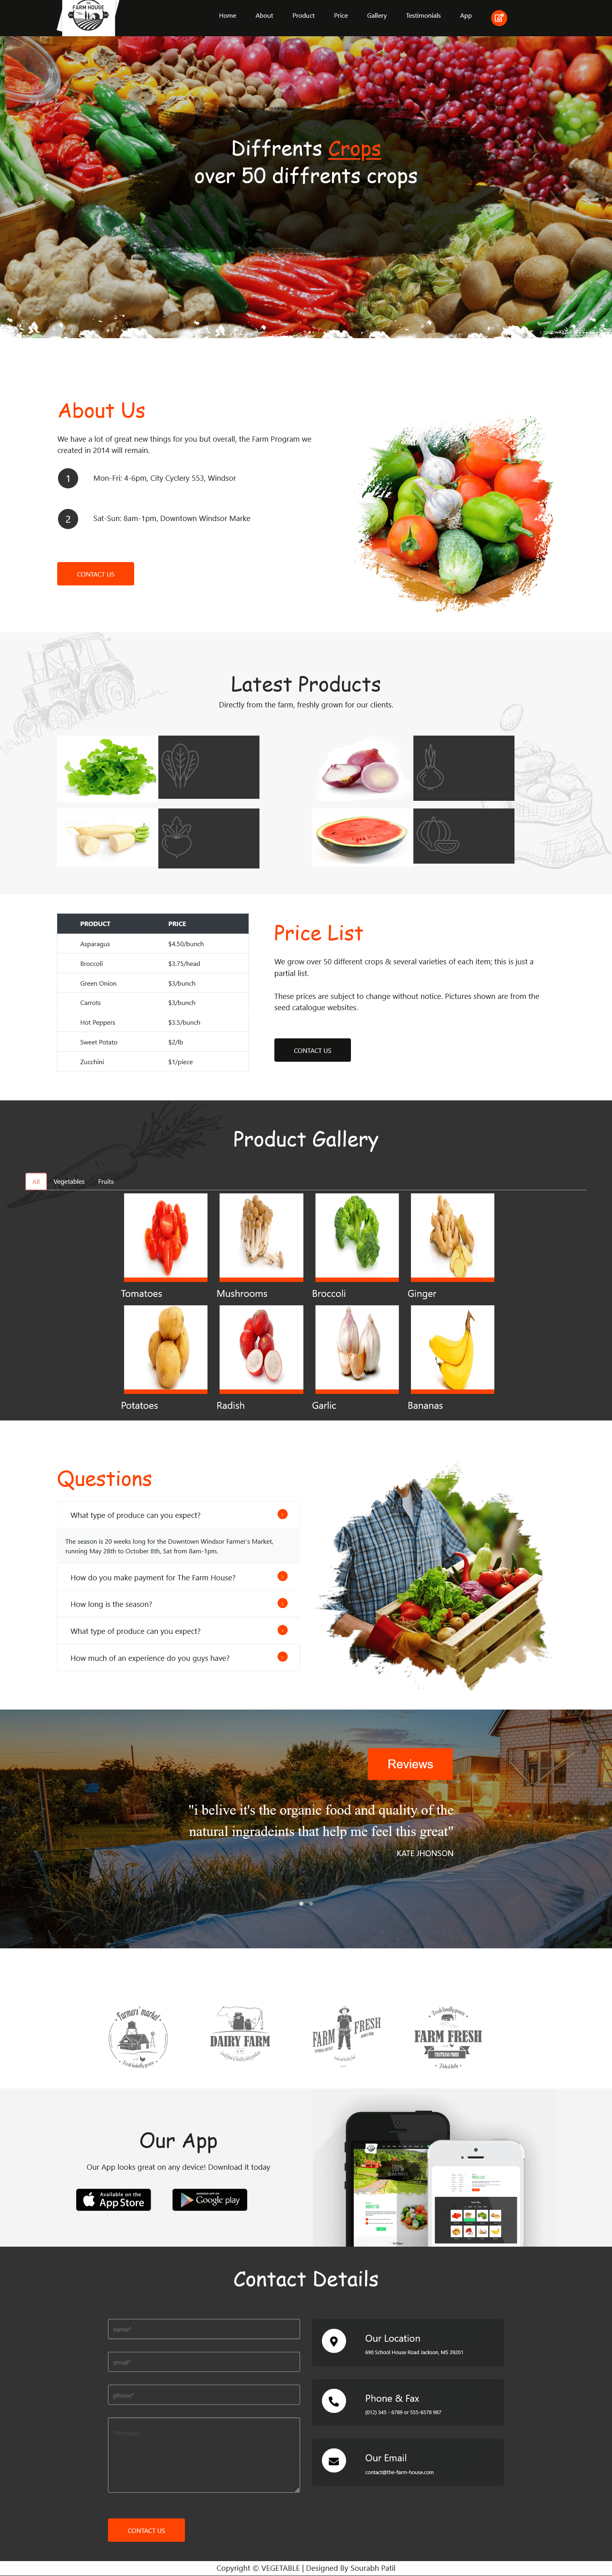 FARM HOUSE
Home About Product Price Gallery Testimonials App
Diffrents Crops
over 50 diffrents crops
About Us
We have a lot of great new things for you but overall, the Farm Program we
created in 2014 will remain.
1 Mon-Fri: 4-6pm, City Cyclery 553, Windsor
2 Sat-Sun: 8am-1pm, Downtown Windsor Marke
CONTACT US
Latest Products
Directly from the farm, freshly grown for our clients.
PRODUCT PRICE
Asparagus $4.50/bunch
Broccoli $3.75/head
Green Onion $3/bunch
Carrots $3/bunch
Hot Peppers $3.5/bunch
Sweet Potato $2/lb
Zucchini $1/piece
Price List
We grow over 50 different crops & several varieties of each item; this is just a
partial list.
These prices are subject to change without notice. Pictures shown are from the
seed catalogue websites.
CONTACT US
Product Gallery
All Vegetables Fruits
Tomatoes Mushrooms Broccoli Ginger
Potatoes Radish Garlic Bananas
Questions
What type of produce can you expect?
The season is 20 weeks long for the Downtown Windsor Farmer's Market,
running May 28th to October 8th, Sat from 8am-1pm.
How do you make payment for The Farm House?
How long is the season?
What type of produce can you expect?
How much of an experience do you guys have?
Reviews
"i belive it's the organic food and quality of the
natural ingradeints that help me feel this great"
KATE JHONSON
Farmers' market
DAIRY FARM
FARM FRESH
FARM FRESH
Our App
Our App looks great on any device! Download it today
Available on the
App Store
Google play
Contact Details
name*
email*
phone*
Message...
CONTACT US
Our Location
690 School House Road Jackson, MS 39201
Phone & Fax
(012) 345 - 6789 or 555-6578 987
Our Email
contact@the-farm-house.com
Copyright © VEGETABLE | Designed By Sourabh Patil